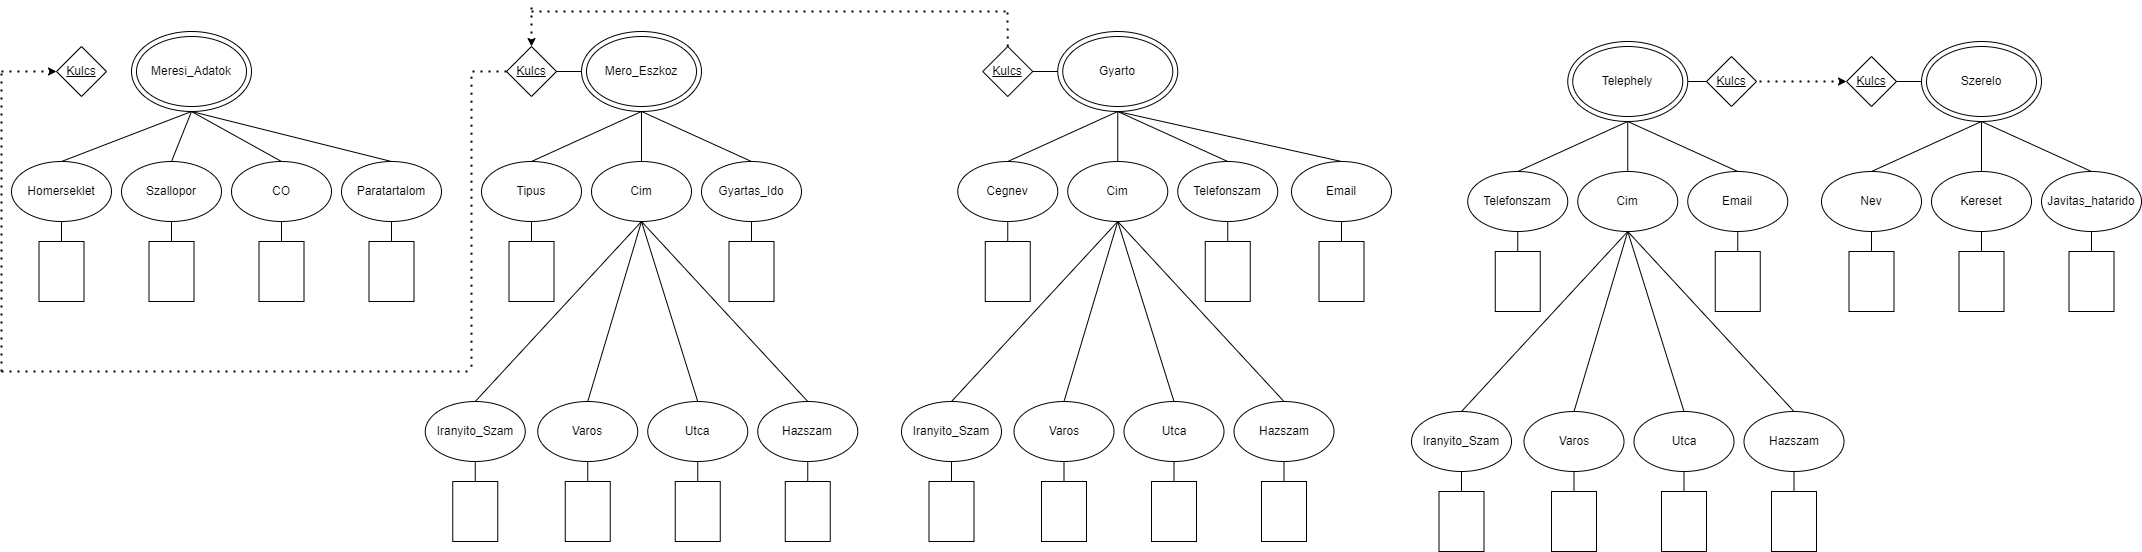 Kulcs
Meresi_Adatok
Kulcs
Mero_Eszkoz
Kulcs
Gyarto
Telephely
Kulcs
Kulcs
Szerelo
Homerseklet
Szallopor
CO
Paratartalom
Tipus
Cim
Gyartas_Ido
Cegnev
Cim
Telefonszam
Email
Telefonszam
Cim
Email
Nev
Kereset
Javitas_hatarido
Iranyito_Szam
Varos
Utca
Hazszam
Iranyito_Szam
Varos
Utca
Hazszam
Iranyito_Szam
Varos
Utca
Hazszam